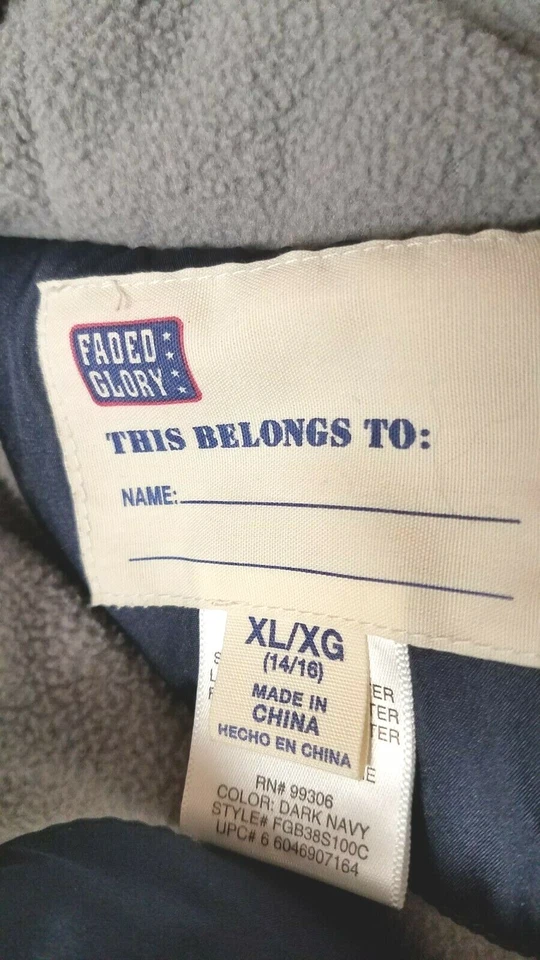 FADED
GLORY
THIS BELONGS TO:
NAME:
XL/XG
(14/16)
MADE IN
CHINA
HECHO EN CHINA
RN# 99306
COLOR: DARK NAVY
STYLE# FGB38S100C
UPC# 6 6046907164